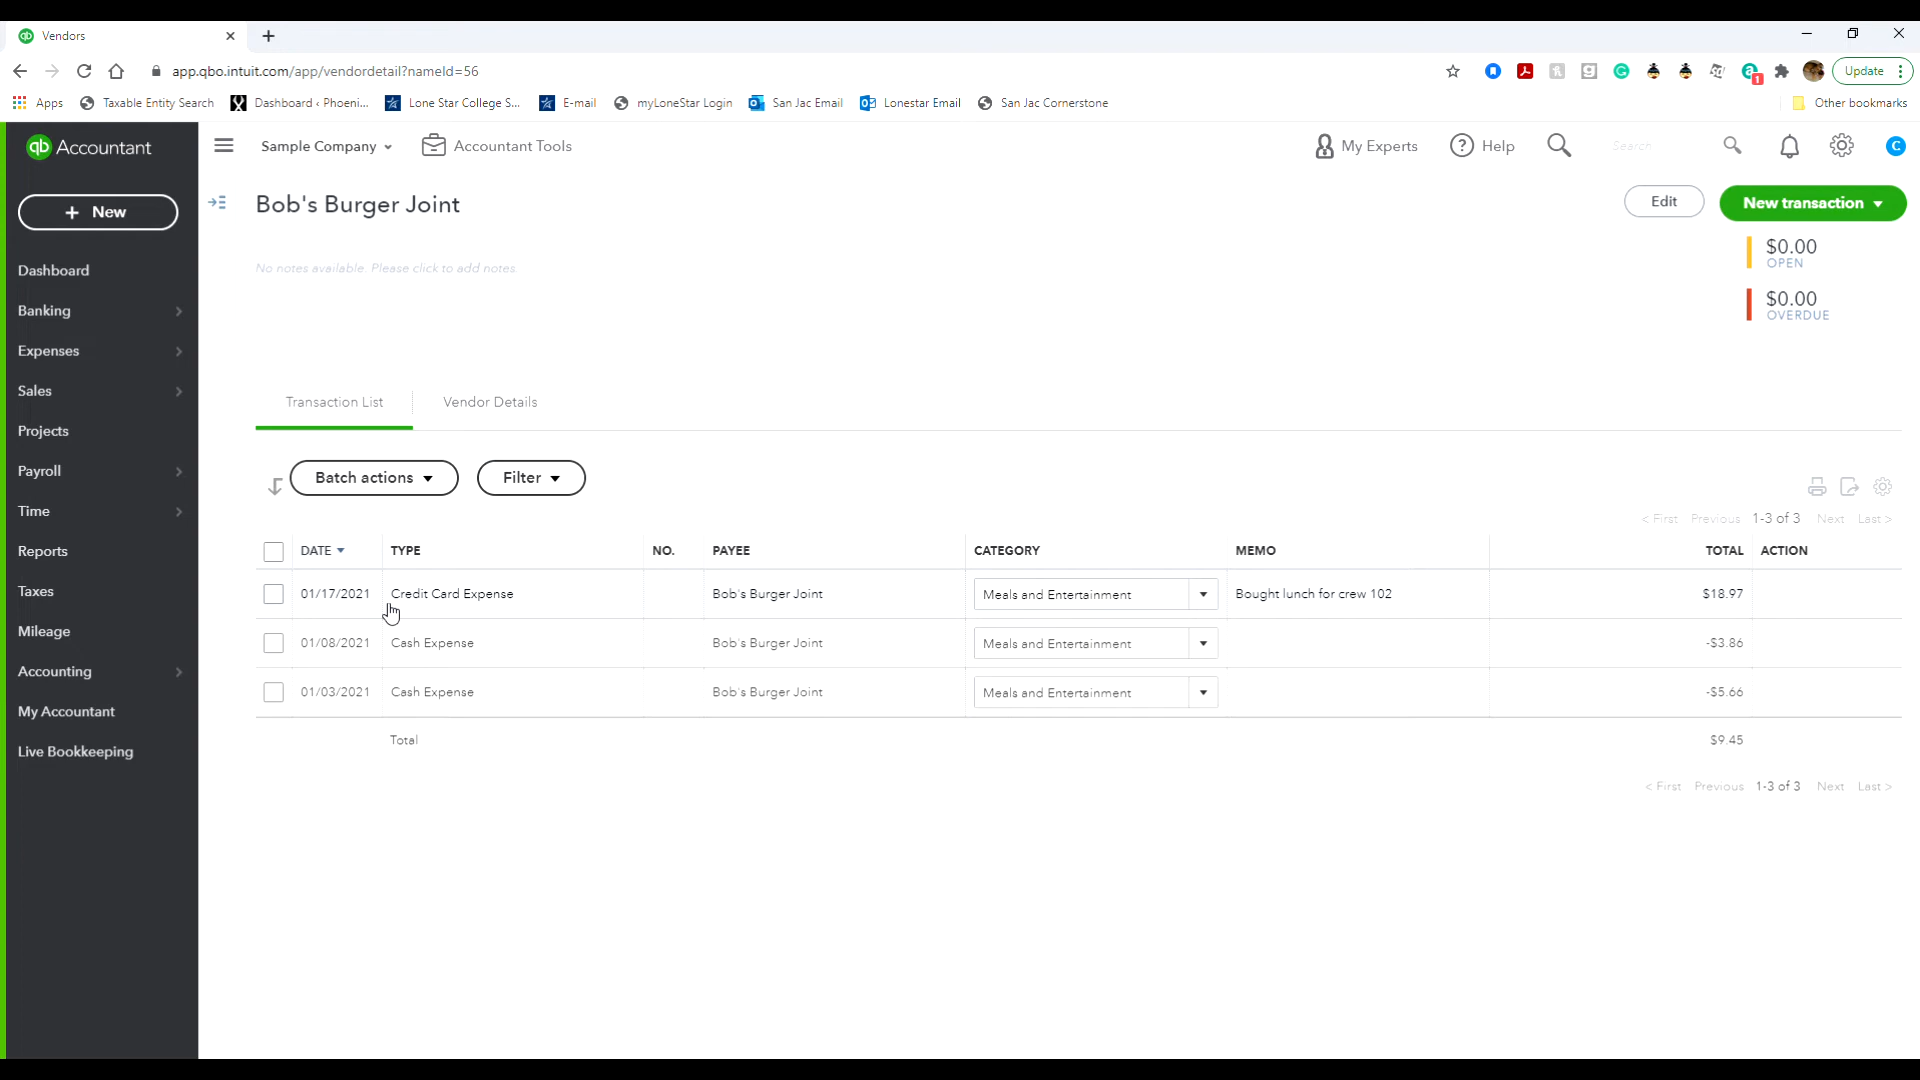 Vendors
app.qbo.intuit.com/app/vendordetail?nameId=56
Update
Apps
Taxable Entity Search
Dashboard ‹ Phoeni...
Lone Star College S...
E-mail
myLoneStar Login
San Jac Email
Lonestar Email
San Jac Cornerstone
Other bookmarks
qb Accountant
Sample Company
Accountant Tools
My Experts
Help
Search
C
+ New
Bob's Burger Joint
Edit
New transaction
No notes available. Please click to add notes.
$0.00
OPEN
$0.00
OVERDUE
Dashboard
Banking
Expenses
Sales
Projects
Payroll
Time
Reports
Taxes
Mileage
Accounting
My Accountant
Live Bookkeeping
Transaction List
Vendor Details
Batch actions
Filter
< First Previous 1-3 of 3 Next Last >
DATE TYPE NO. PAYEE CATEGORY MEMO TOTAL ACTION
01/17/2021 Credit Card Expense Bob's Burger Joint Meals and Entertainment Bought lunch for crew 102 $18.97
01/08/2021 Cash Expense Bob's Burger Joint Meals and Entertainment -$3.86
01/03/2021 Cash Expense Bob's Burger Joint Meals and Entertainment -$5.66
Total $9.45
< First Previous 1-3 of 3 Next Last >